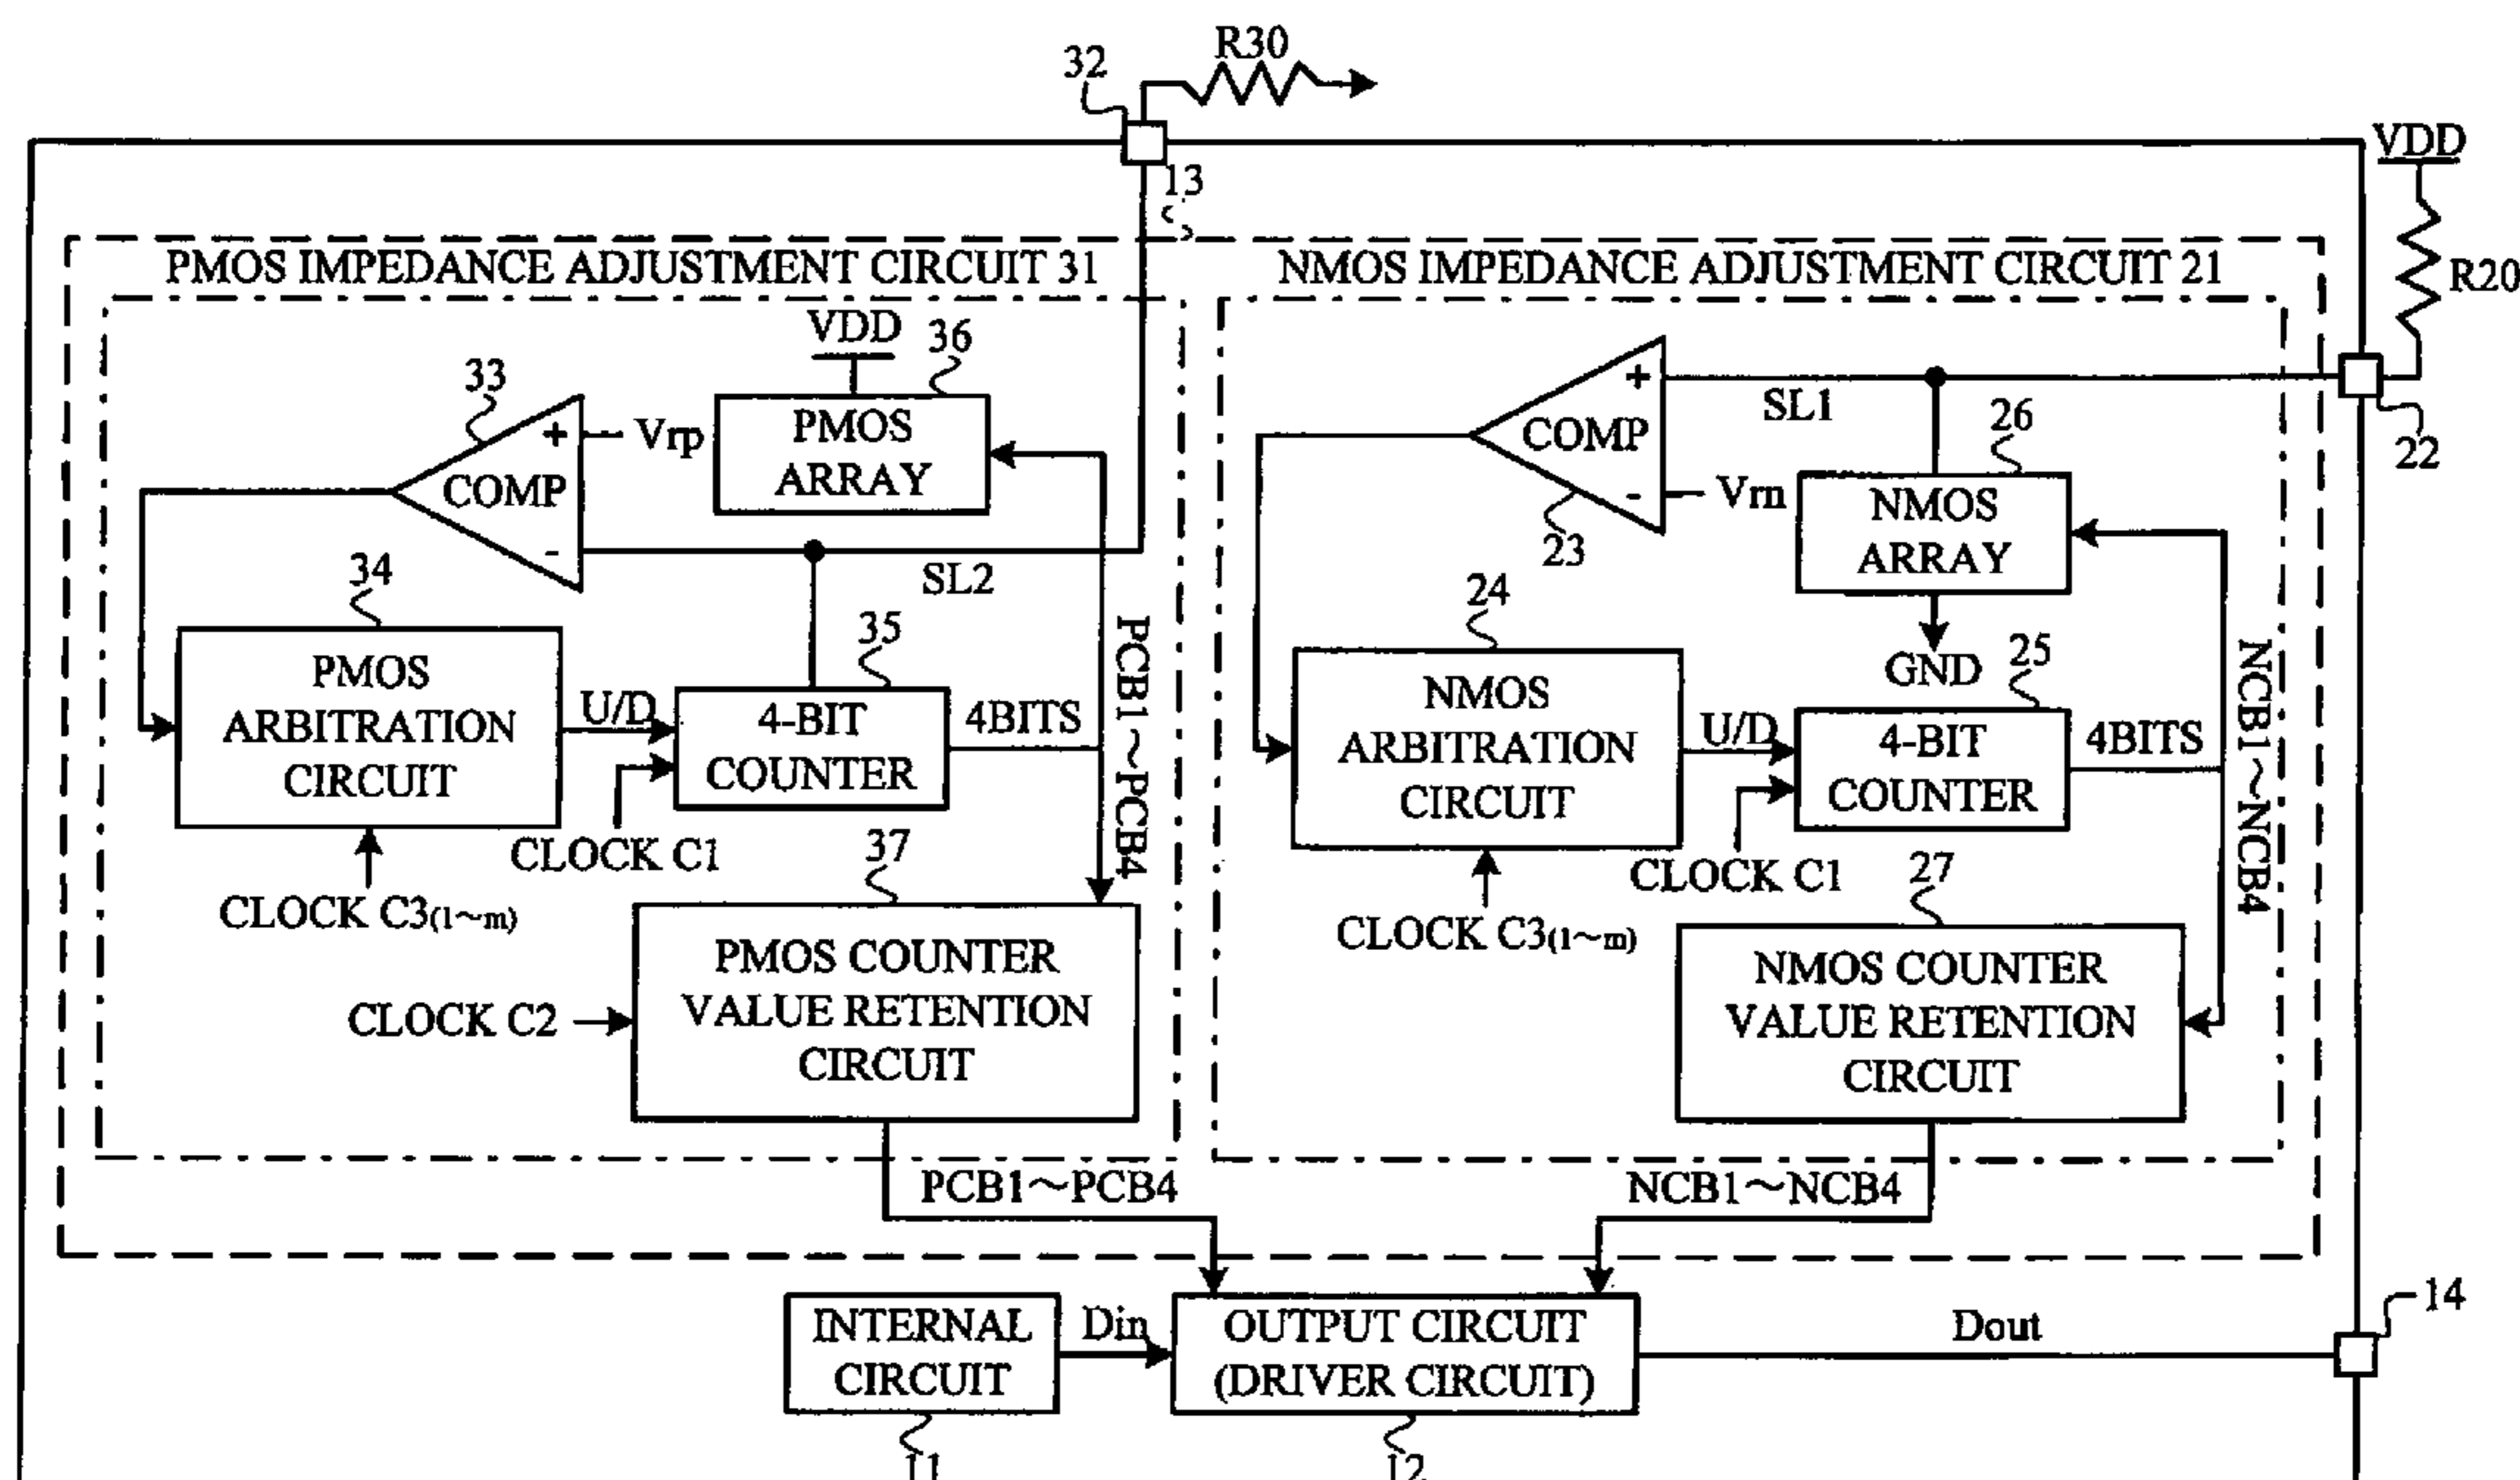 R30
32
VDD
13
R20
PMOS IMPEDANCE ADJUSTMENT CIRCUIT 31
NMOS IMPEDANCE ADJUSTMENT CIRCUIT 21
VDD
36
33
+
Vrp
COMP
-
PMOS
ARRAY
SL2
+
SL1
COMP
-
Vrn
23
26
22
NMOS
ARRAY
GND
34
PMOS
ARBITRATION
CIRCUIT
U/D
35
4-BIT
COUNTER
4BITS
PCB1~PCB4
CLOCK C1
CLOCK C3(1~m)
24
NMOS
ARBITRATION
CIRCUIT
U/D
25
4-BIT
COUNTER
4BITS
NCB1~NCB4
CLOCK C1
CLOCK C3(1~m)
37
PMOS COUNTER
VALUE RETENTION
CIRCUIT
CLOCK C2
27
NMOS COUNTER
VALUE RETENTION
CIRCUIT
PCB1~PCB4
NCB1~NCB4
INTERNAL
CIRCUIT
Din
OUTPUT CIRCUIT
(DRIVER CIRCUIT)
Dout
14
11
12